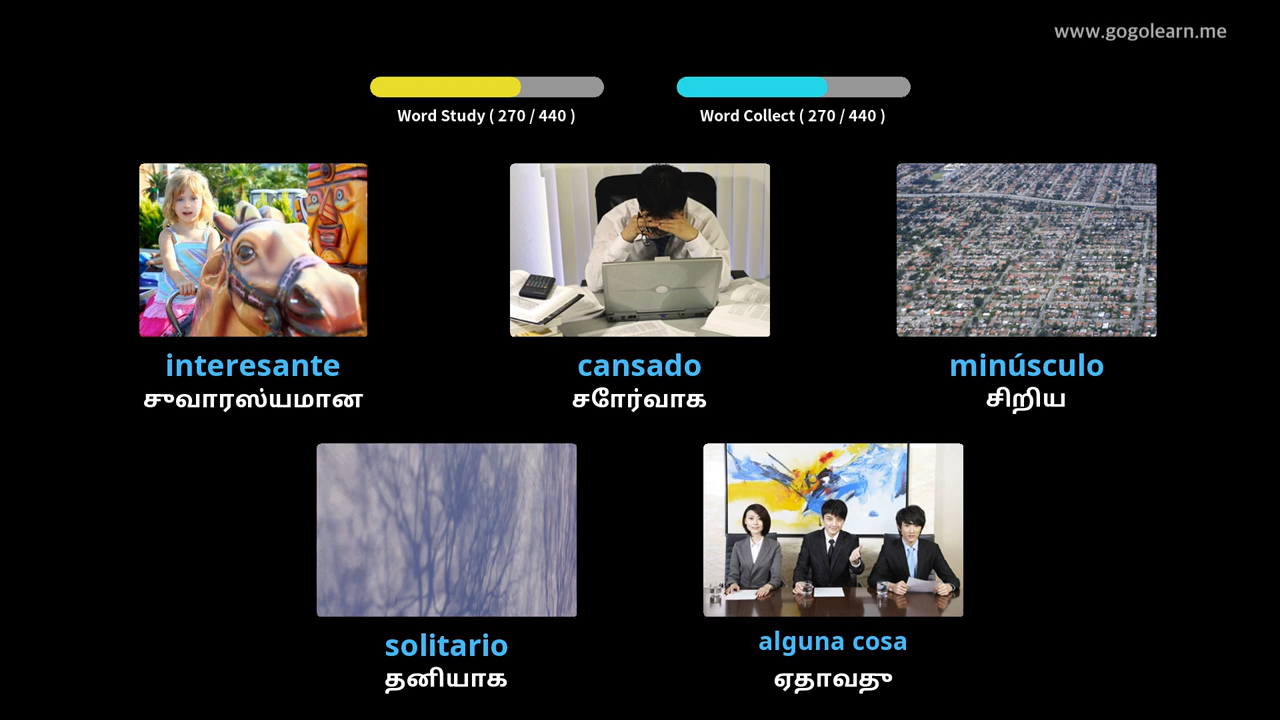 www.gogolearn.me
Word Study ( 270 / 440 )
Word Collect ( 270 / 440 )
interesante
சுவாரஸ்யமான
cansado
சோர்வாக
minúsculo
சிறிய
solitario
தனியாக
alguna cosa
ஏதாவது